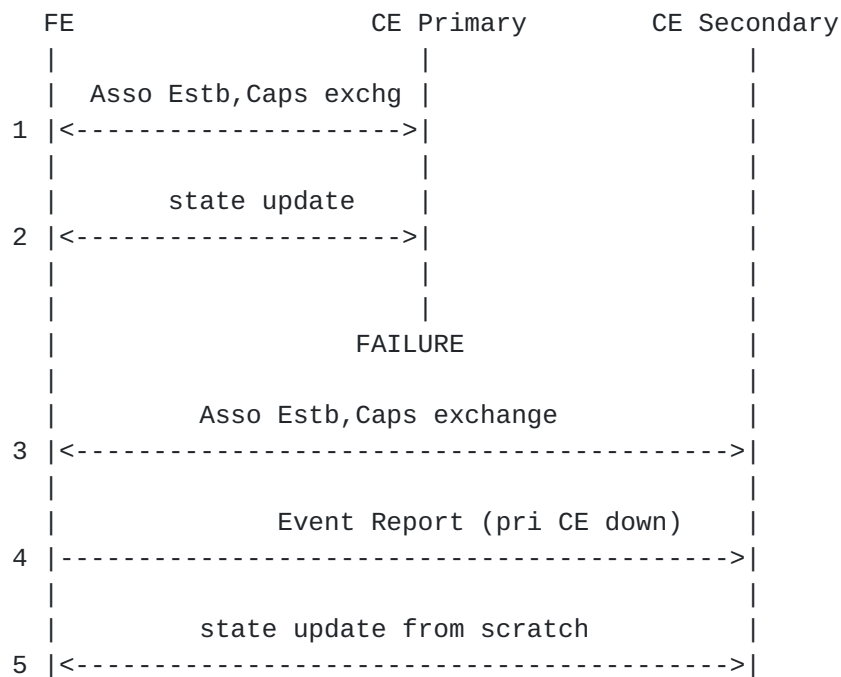 FE CE Primary CE Secondary
Asso Estb,Caps exchg
1 |<--------------------->|
state update
2 |<--------------------->|
FAILURE
Asso Estb,Caps exchange
3 |<------------------------------------------>|
Event Report (pri CE down)
4 |------------------------------------------->|
state update from scratch
5 |<------------------------------------------>|